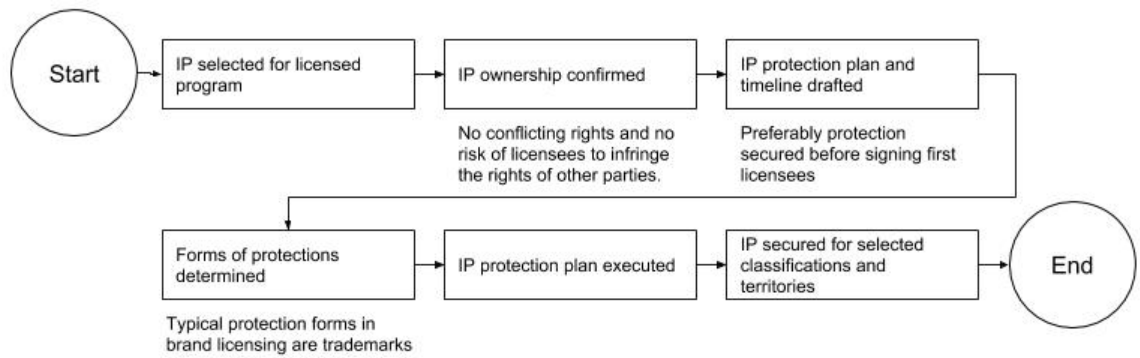 Start
IP selected for licensed
program
IP ownership confirmed
No conflicting rights and no
risk of licensees to infringe
the rights of other parties.
IP protection plan and
timeline drafted
Preferably protection
secured before signing first
licensees
Forms of protections
determined
Typical protection forms in
brand licensing are trademarks
IP protection plan executed
IP secured for selected
classifications and
territories
End